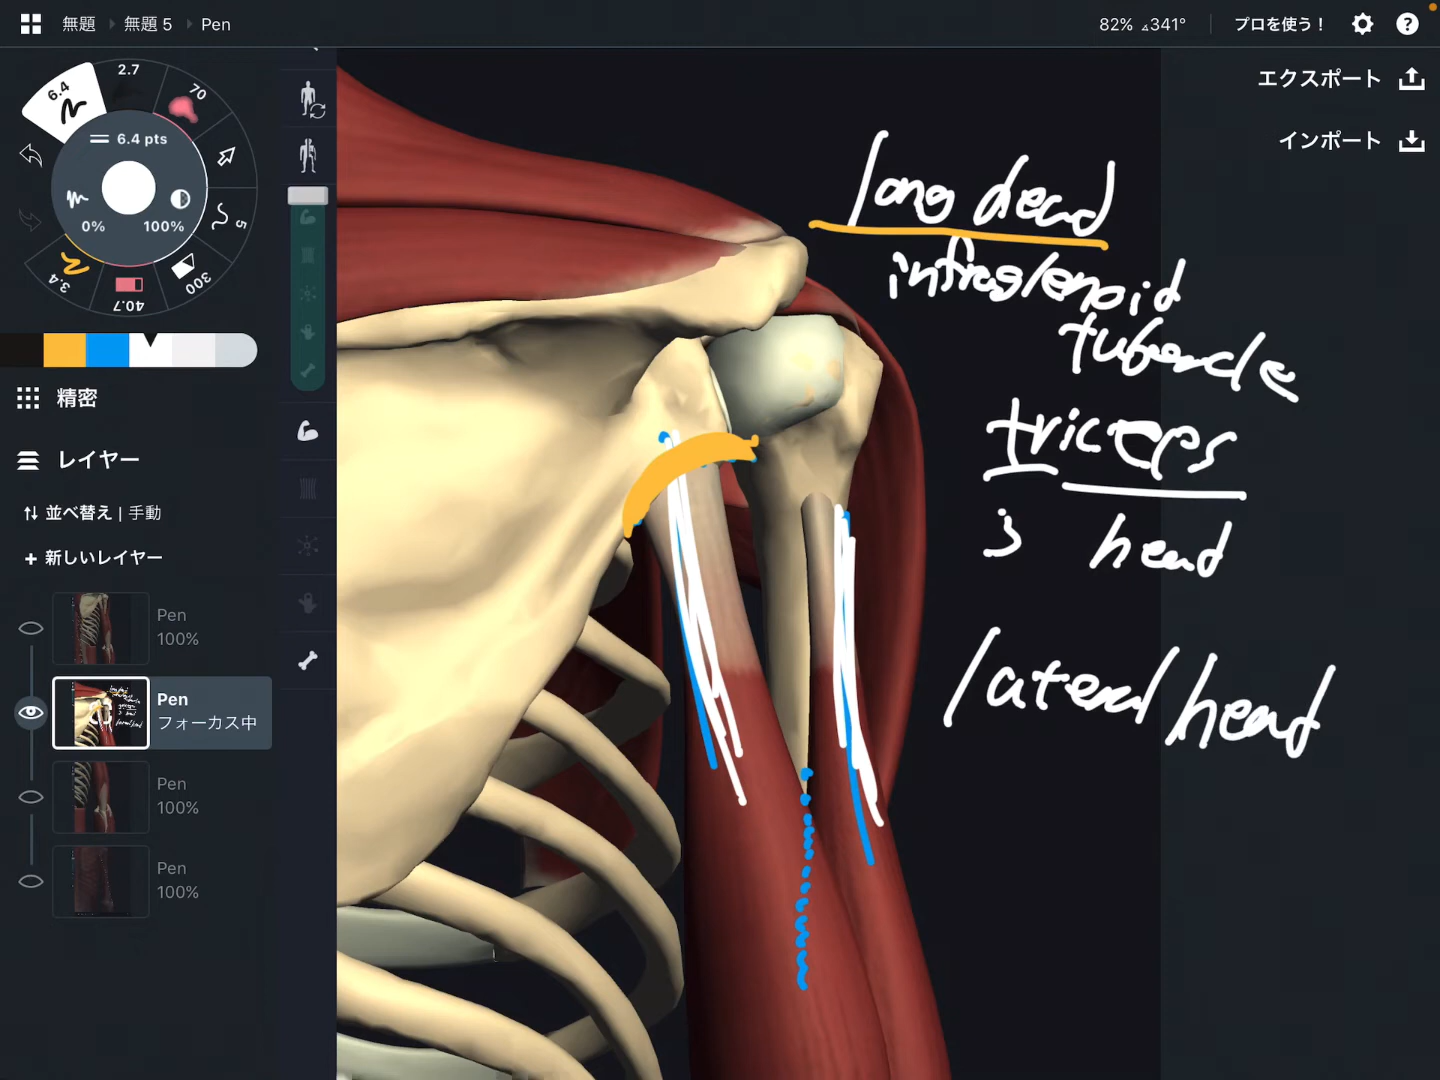 無題 無題 5 Pen
82% ⊿341°
プロを使う！
?
エクスポート
インポート
6.4
2.7
70
5
300
40.7
3.4
6.4 pts
0%
100%
精密
レイヤー
並べ替え | 手動
+ 新しいレイヤー
Pen
100%
Pen
フォーカス中
Pen
100%
Pen
100%
long head
infraglenoid
tubercle
triceps
3 head
lateral head